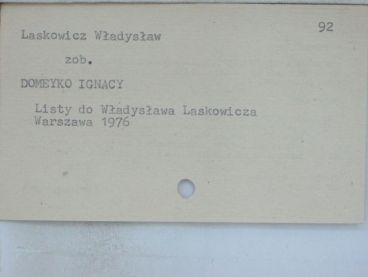 92
Laskowicz Władysław
zob.
DOMEYKO IGNACY
Listy do Władysława Laskowicza
Warszawa 1976